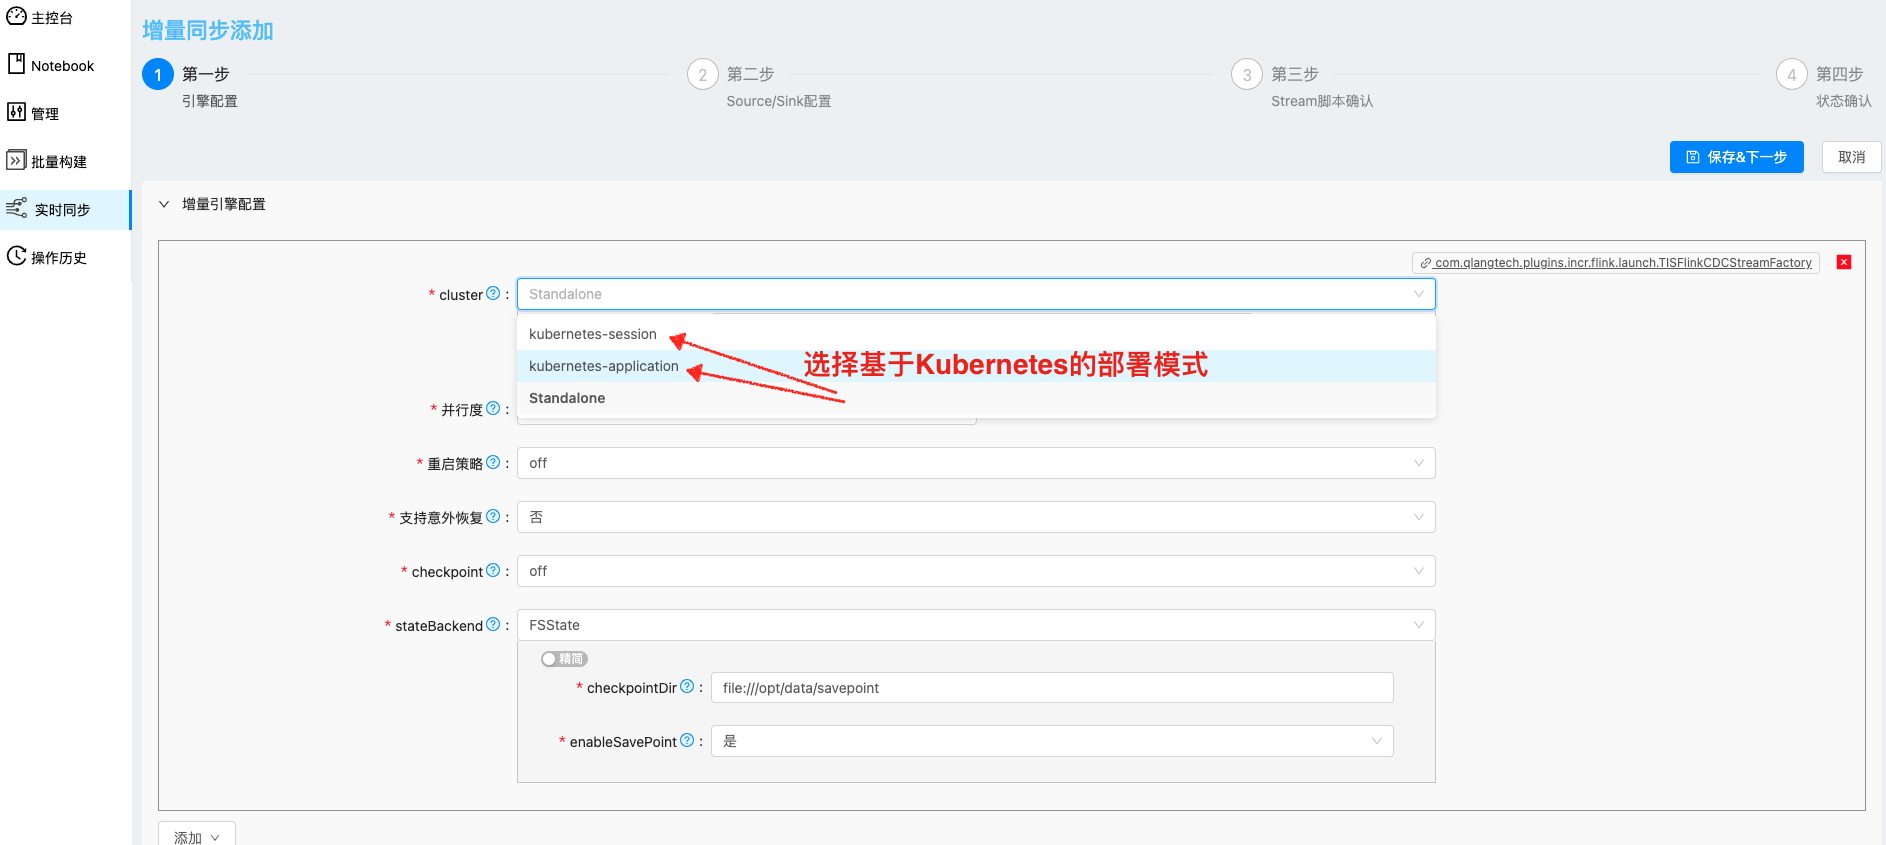 主控台
Notebook
管理
批量构建
实时同步
操作历史
增量同步添加
1 第一步
引擎配置
2 第二步
Source/Sink配置
3 第三步
Stream脚本确认
4 第四步
状态确认
保存&下一步
取消
增量引擎配置
com.qlangtech.plugins.incr.flink.launch.TISFlinkCDCStreamFactory
* cluster : Standalone
kubernetes-session
kubernetes-application
选择基于Kubernetes的部署模式
Standalone
* 并行度 :
* 重启策略 : off
* 支持意外恢复 : 否
* checkpoint : off
* stateBackend : FSState
精简
* checkpointDir : file:///opt/data/savepoint
* enableSavePoint : 是
添加